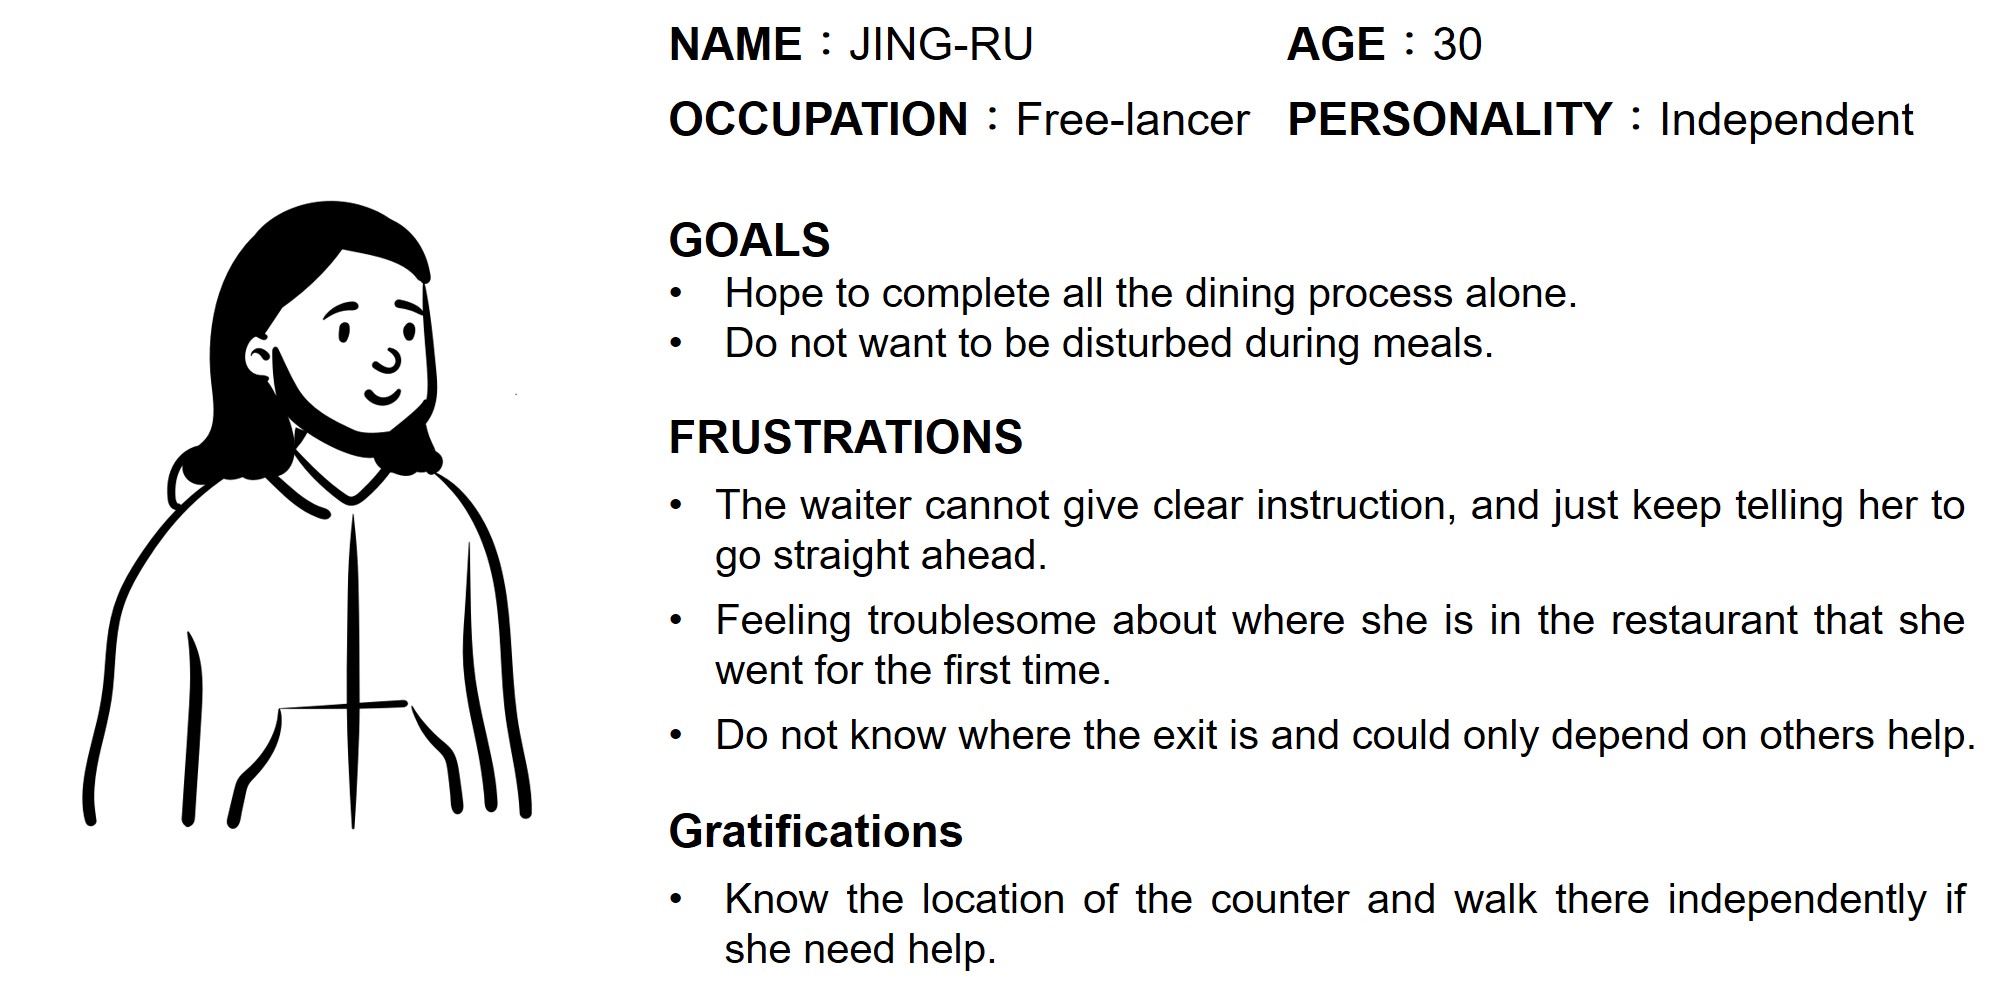 NAME：JING-RU AGE：30
OCCUPATION：Free-lancer PERSONALITY：Independent
GOALS
• Hope to complete all the dining process alone.
• Do not want to be disturbed during meals.
FRUSTRATIONS
• The waiter cannot give clear instruction, and just keep telling her to
go straight ahead.
• Feeling troublesome about where she is in the restaurant that she
went for the first time.
• Do not know where the exit is and could only depend on others help.
Gratifications
• Know the location of the counter and walk there independently if
she need help.